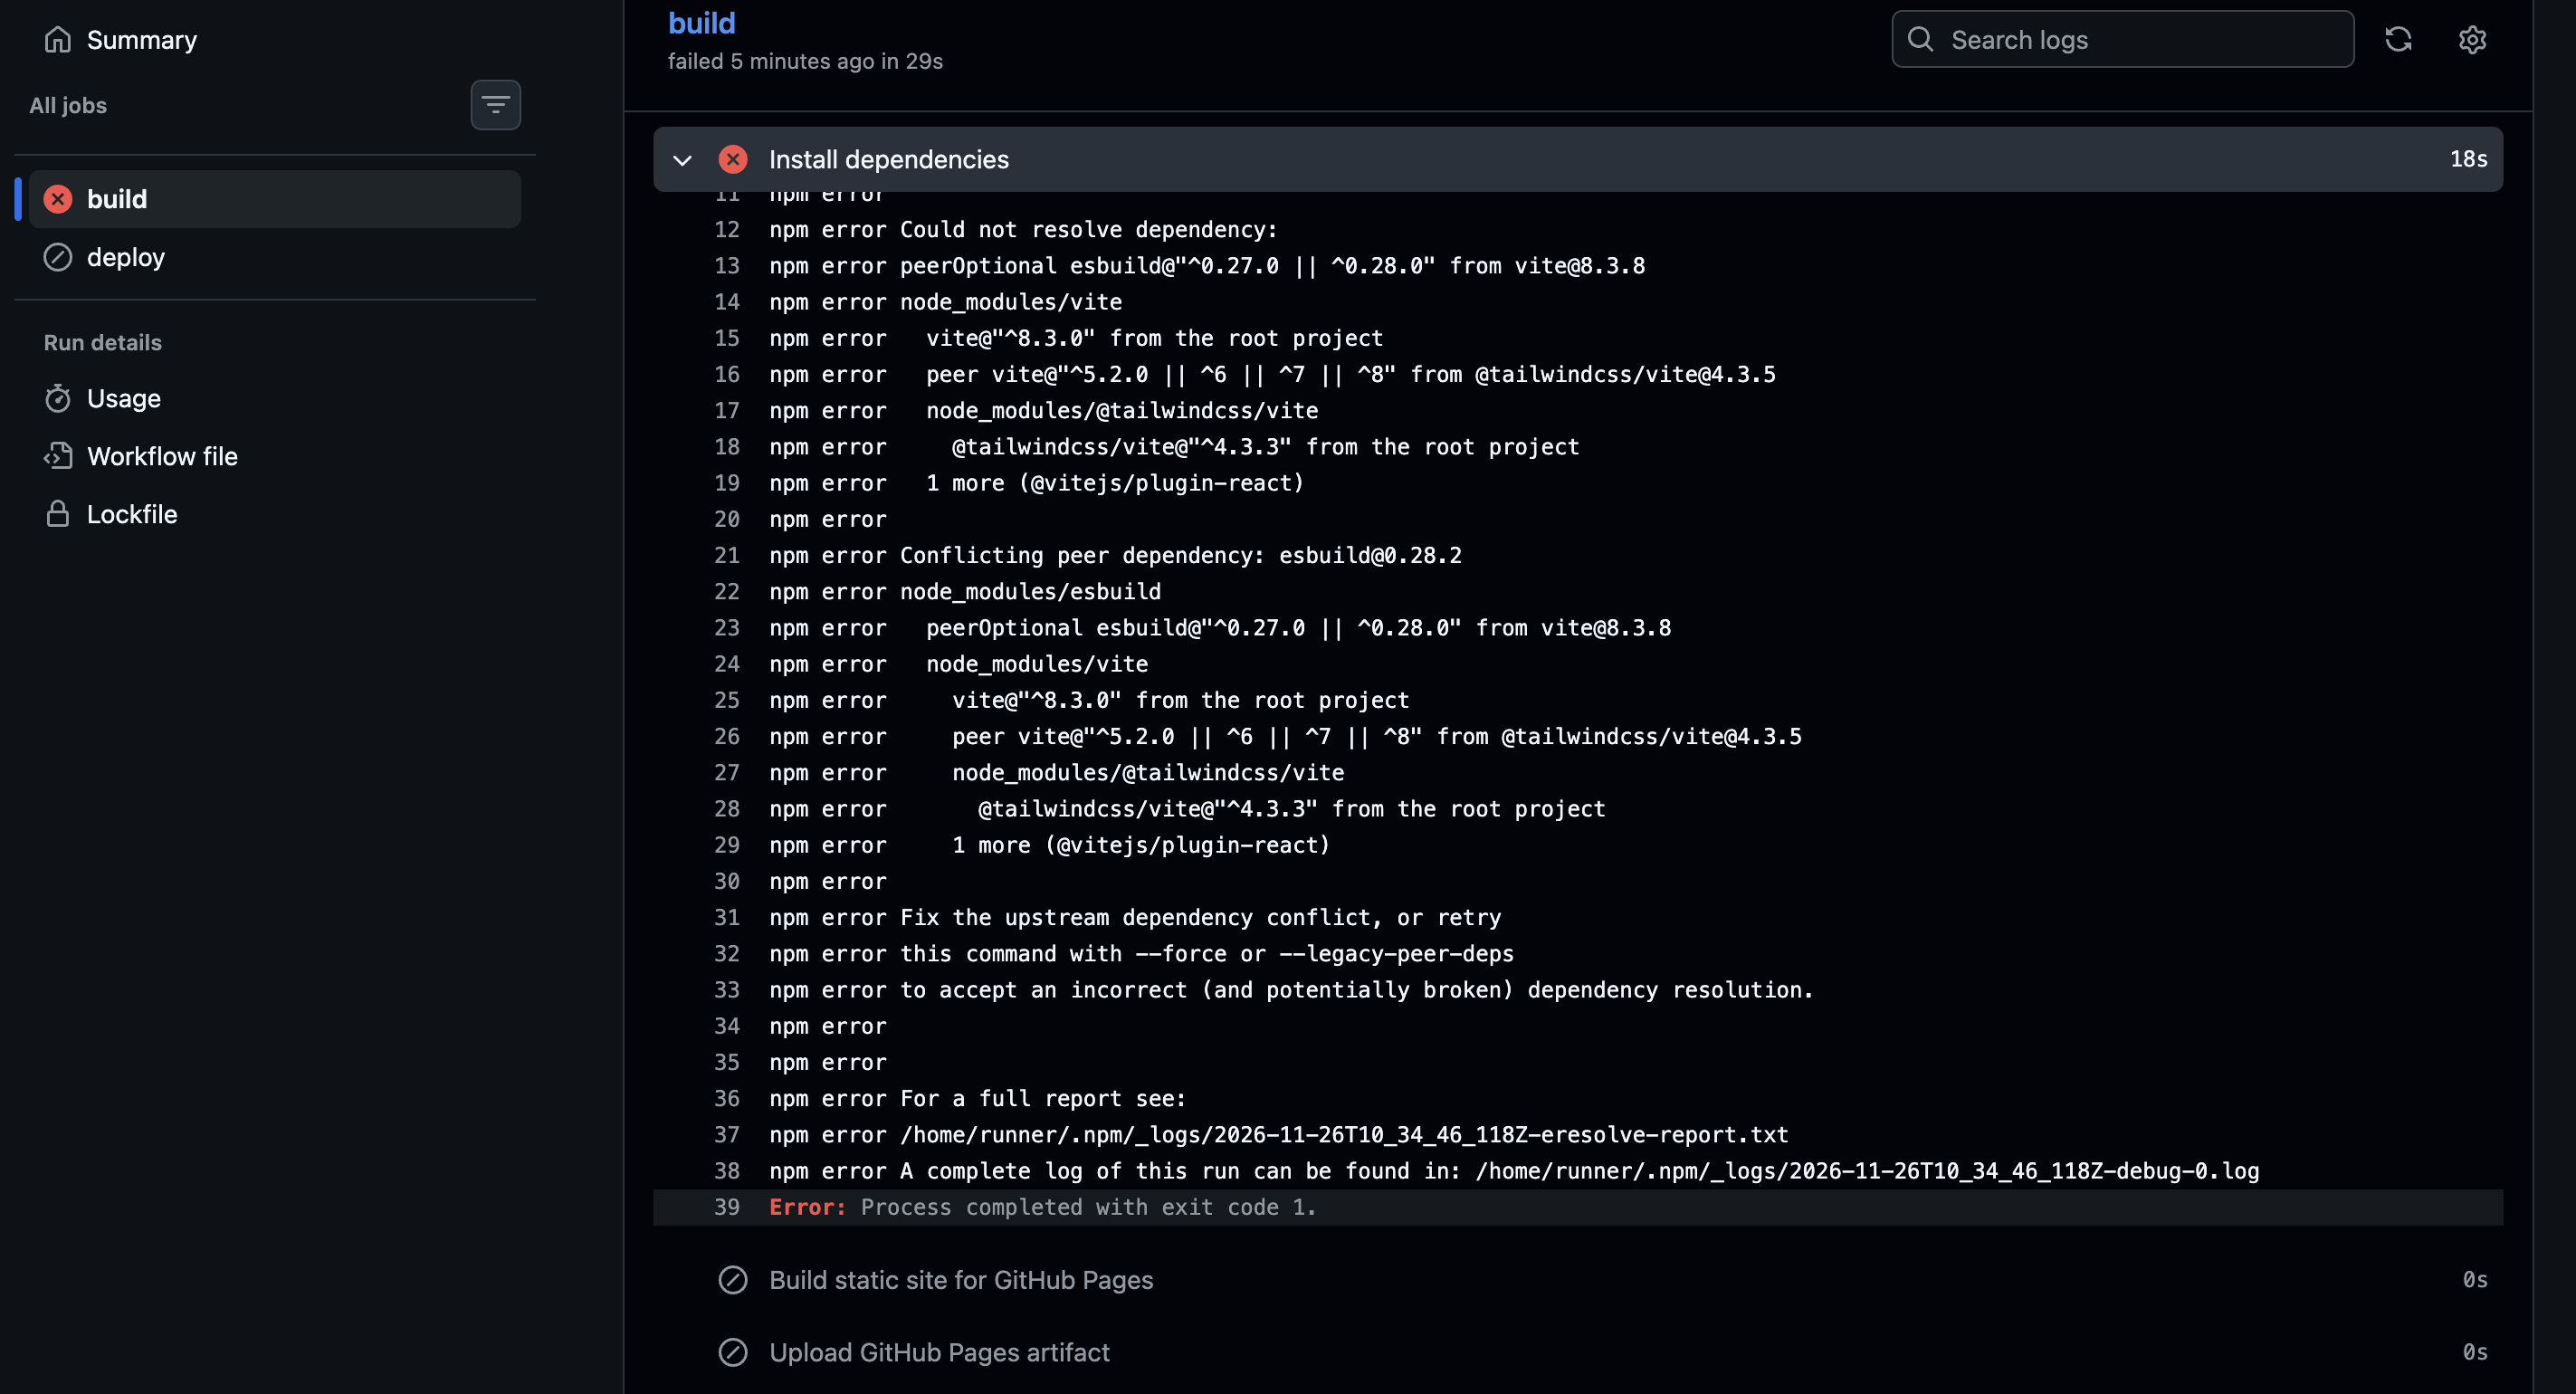 Summary
All jobs
build
deploy
Run details
Usage
Workflow file
Lockfile
build
failed 5 minutes ago in 29s
Search logs
Install dependencies 18s
11 npm error
12 npm error Could not resolve dependency:
13 npm error peerOptional esbuild@"^0.27.0 || ^0.28.0" from vite@8.3.8
14 npm error node_modules/vite
15 npm error   vite@"^8.3.0" from the root project
16 npm error   peer vite@"^5.2.0 || ^6 || ^7 || ^8" from @tailwindcss/vite@4.3.5
17 npm error   node_modules/@tailwindcss/vite
18 npm error     @tailwindcss/vite@"^4.3.3" from the root project
19 npm error   1 more (@vitejs/plugin-react)
20 npm error
21 npm error Conflicting peer dependency: esbuild@0.28.2
22 npm error node_modules/esbuild
23 npm error   peerOptional esbuild@"^0.27.0 || ^0.28.0" from vite@8.3.8
24 npm error   node_modules/vite
25 npm error     vite@"^8.3.0" from the root project
26 npm error     peer vite@"^5.2.0 || ^6 || ^7 || ^8" from @tailwindcss/vite@4.3.5
27 npm error     node_modules/@tailwindcss/vite
28 npm error       @tailwindcss/vite@"^4.3.3" from the root project
29 npm error     1 more (@vitejs/plugin-react)
30 npm error
31 npm error Fix the upstream dependency conflict, or retry
32 npm error this command with --force or --legacy-peer-deps
33 npm error to accept an incorrect (and potentially broken) dependency resolution.
34 npm error
35 npm error
36 npm error For a full report see:
37 npm error /home/runner/.npm/_logs/2026-11-26T10_34_46_118Z-eresolve-report.txt
38 npm error A complete log of this run can be found in: /home/runner/.npm/_logs/2026-11-26T10_34_46_118Z-debug-0.log
39 Error: Process completed with exit code 1.
Build static site for GitHub Pages 0s
Upload GitHub Pages artifact 0s